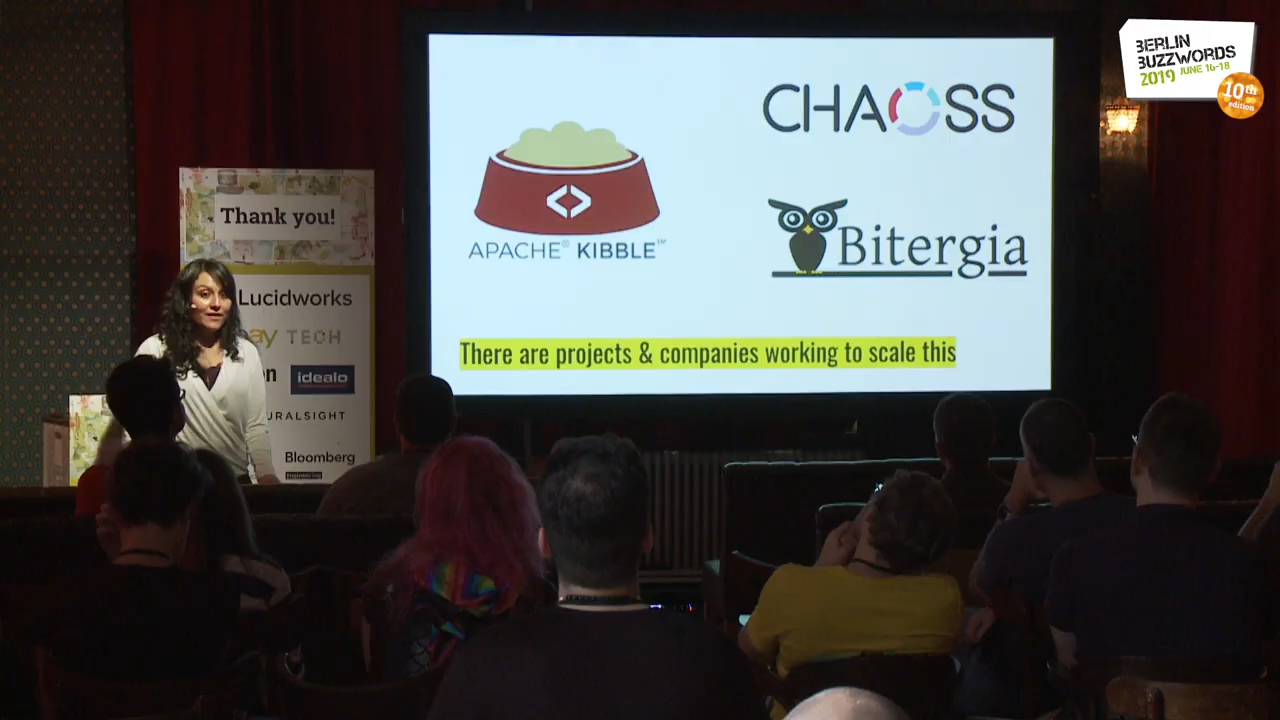 BERLIN
BUZZWORDS
2019 JUNE 16-18
10th
edition
CHAOSS
APACHE® KIBBLE™
Bitergia
There are projects & companies working to scale this
Thank you!
Lucidworks
ay TECH
idealo
URALSIGHT
Bloomberg